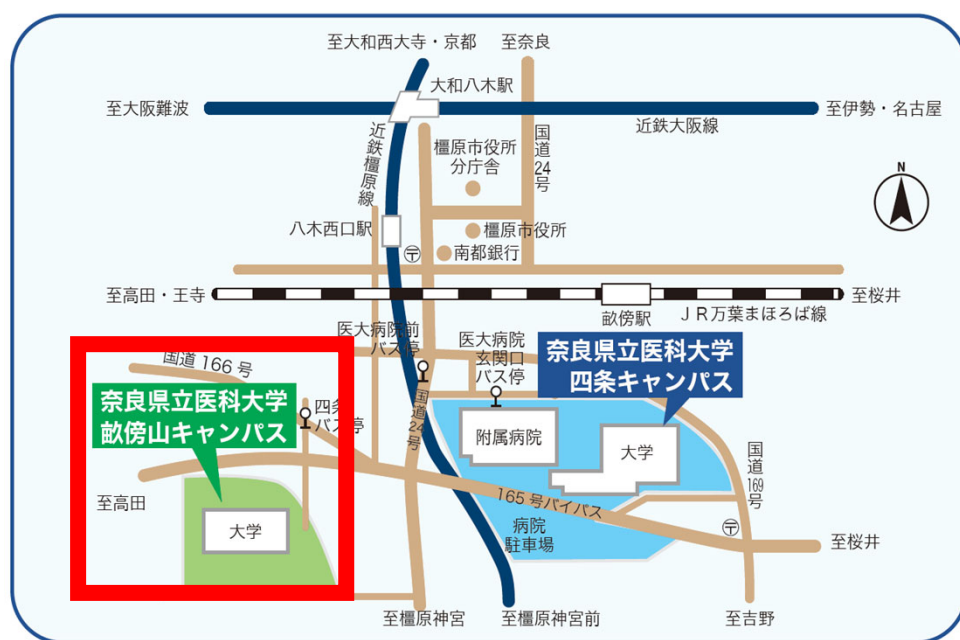 至大和西大寺・京都
至奈良
大和八木駅
至大阪難波
至伊勢・名古屋
近鉄大阪線
近鉄橿原線
国道24号
橿原市役所
分庁舎
N
八木西口駅
橿原市役所
〒
南都銀行
至高田・王寺
至桜井
畝傍駅
JR万葉まほろば線
医大病院前
バス停
医大病院
玄関口
バス停
奈良県立医科大学
四条キャンパス
国道166号
奈良県立医科大学
畝傍山キャンパス
四条
バス停
国道24号
附属病院
大学
国道169号
至高田
165号バイパス
大学
病院
駐車場
〒
至桜井
至橿原神宮
至橿原神宮前
至吉野